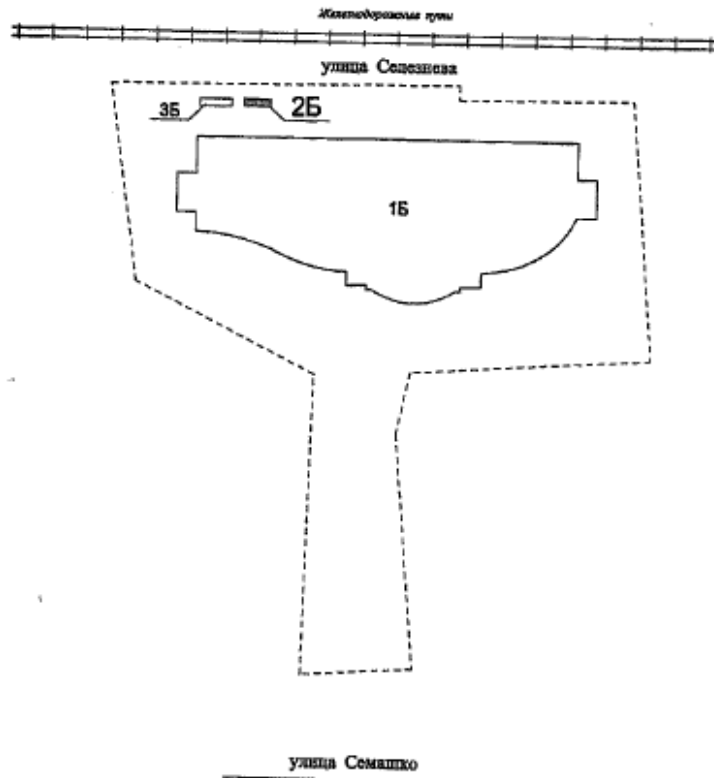 Железнодорожные пути
улица Селезнева
3Б 2Б
1Б
улица Семашко